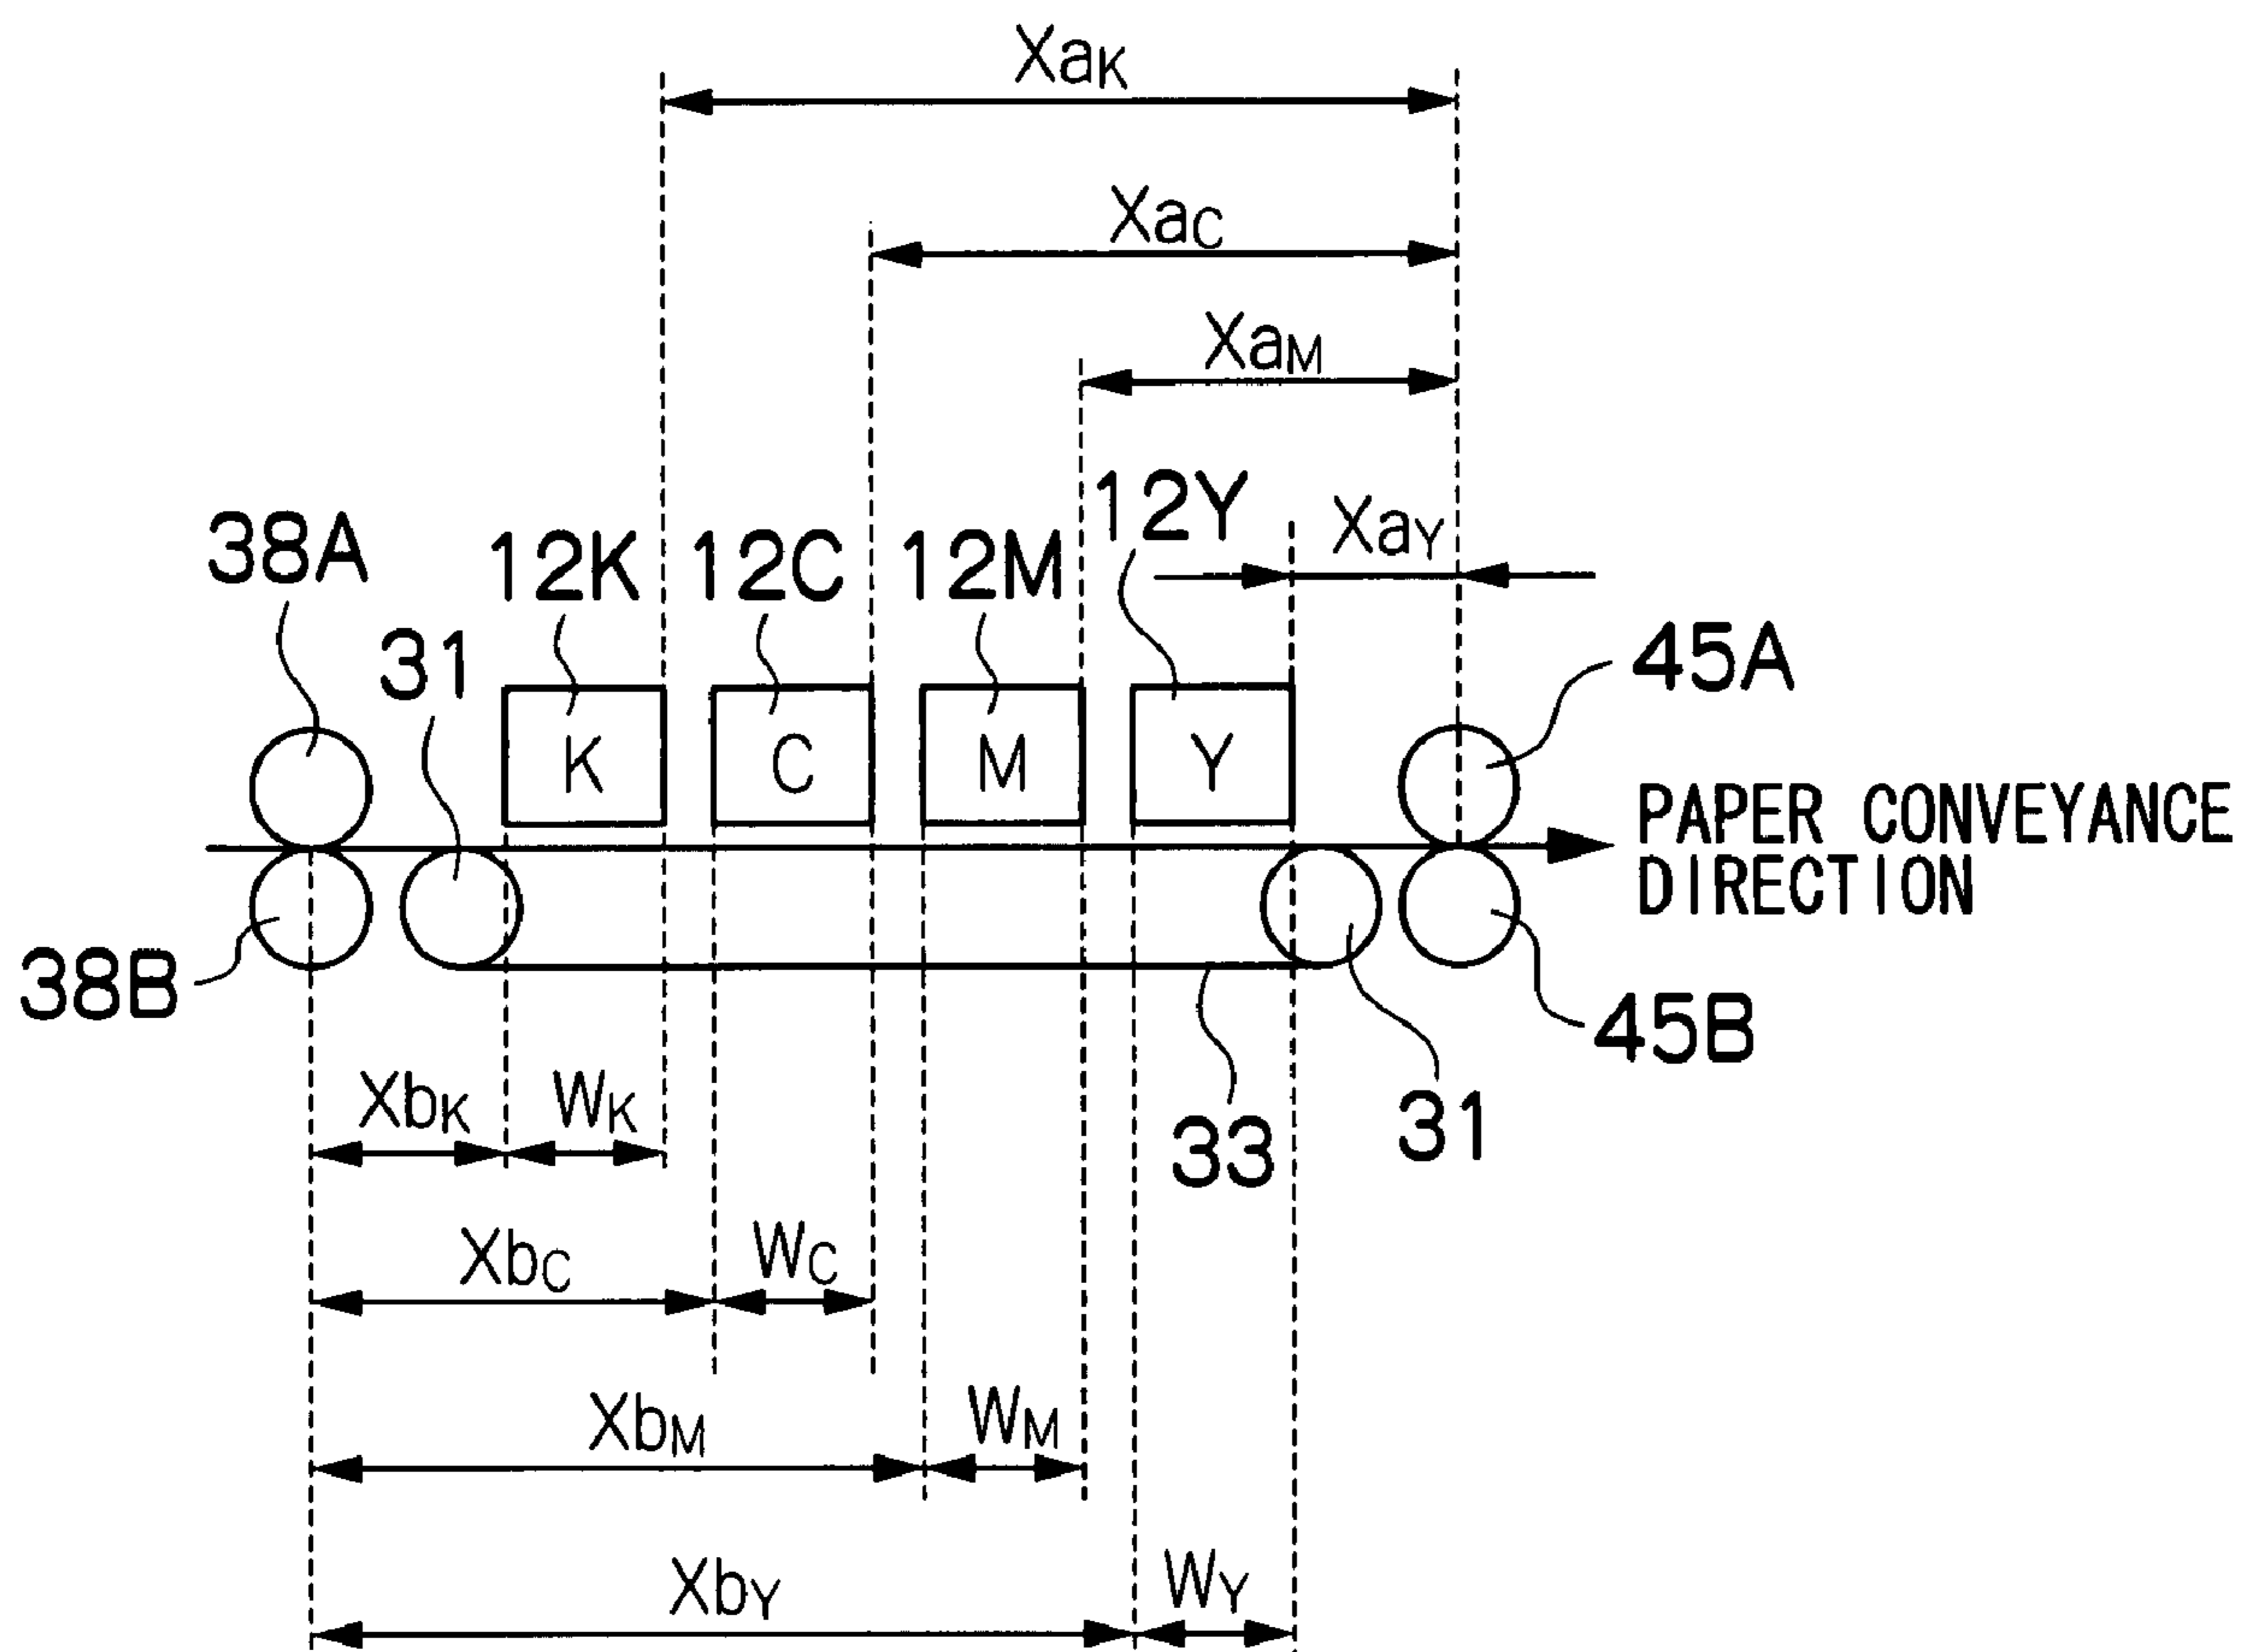 XaK
XaC
XaM
12Y
XaY
38A
12K
12C
12M
31
45A
K
C
M
Y
PAPER CONVEYANCE
DIRECTION
38B
45B
XbK
WK
33
31
XbC
WC
XbM
WM
XbY
WY